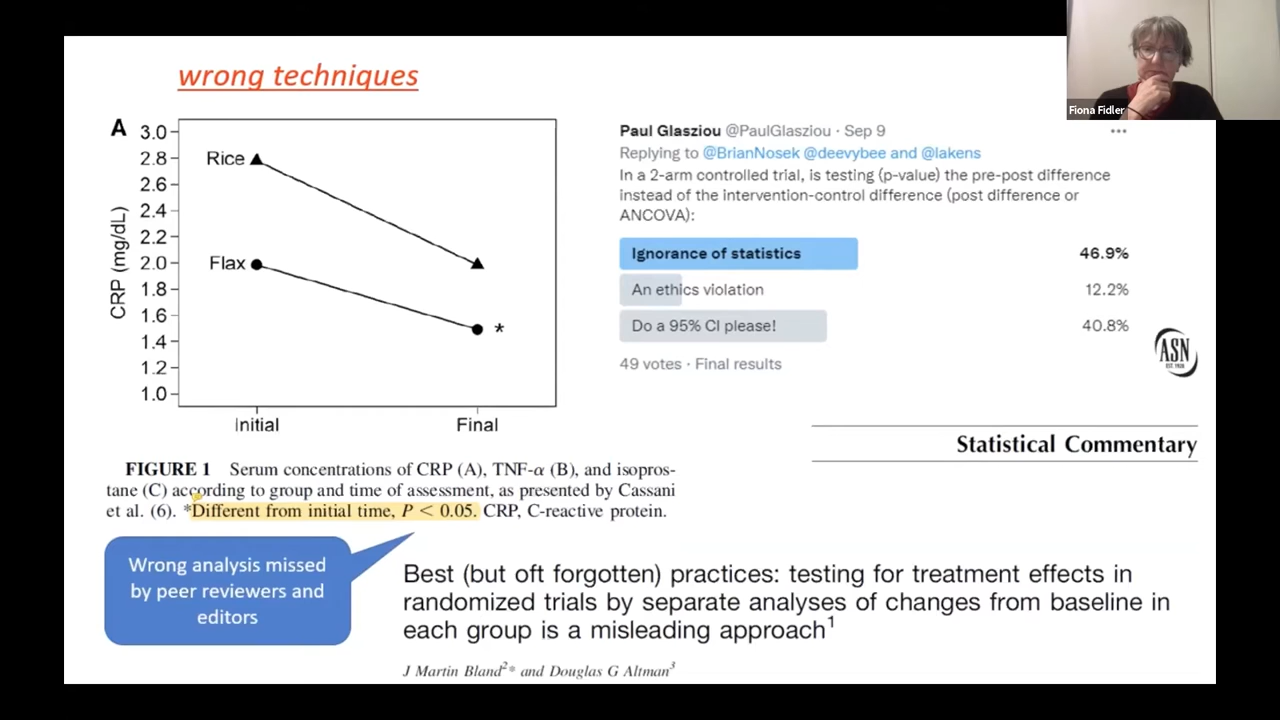 Fiona Fidler
wrong techniques
A
3.0
2.8
2.6
2.4
2.2
2.0
1.8
1.6
1.4
1.2
1.0
CRP (mg/dL)
Rice
Flax
*
Initial Final
FIGURE 1 Serum concentrations of CRP (A), TNF-α (B), and isopros-
tane (C) according to group and time of assessment, as presented by Cassani
et al. (6). *Different from initial time, P < 0.05. CRP, C-reactive protein.
Wrong analysis missed
by peer reviewers and
editors
Paul Glasziou @PaulGlasziou · Sep 9
Replying to @BrianNosek @deevybee and @lakens
In a 2-arm controlled trial, is testing (p-value) the pre-post difference
instead of the intervention-control difference (post difference or
ANCOVA):
Ignorance of statistics 46.9%
An ethics violation 12.2%
Do a 95% CI please! 40.8%
49 votes · Final results
ASN
EST. 1928
Statistical Commentary
Best (but oft forgotten) practices: testing for treatment effects in
randomized trials by separate analyses of changes from baseline in
each group is a misleading approach¹
J Martin Bland²* and Douglas G Altman³